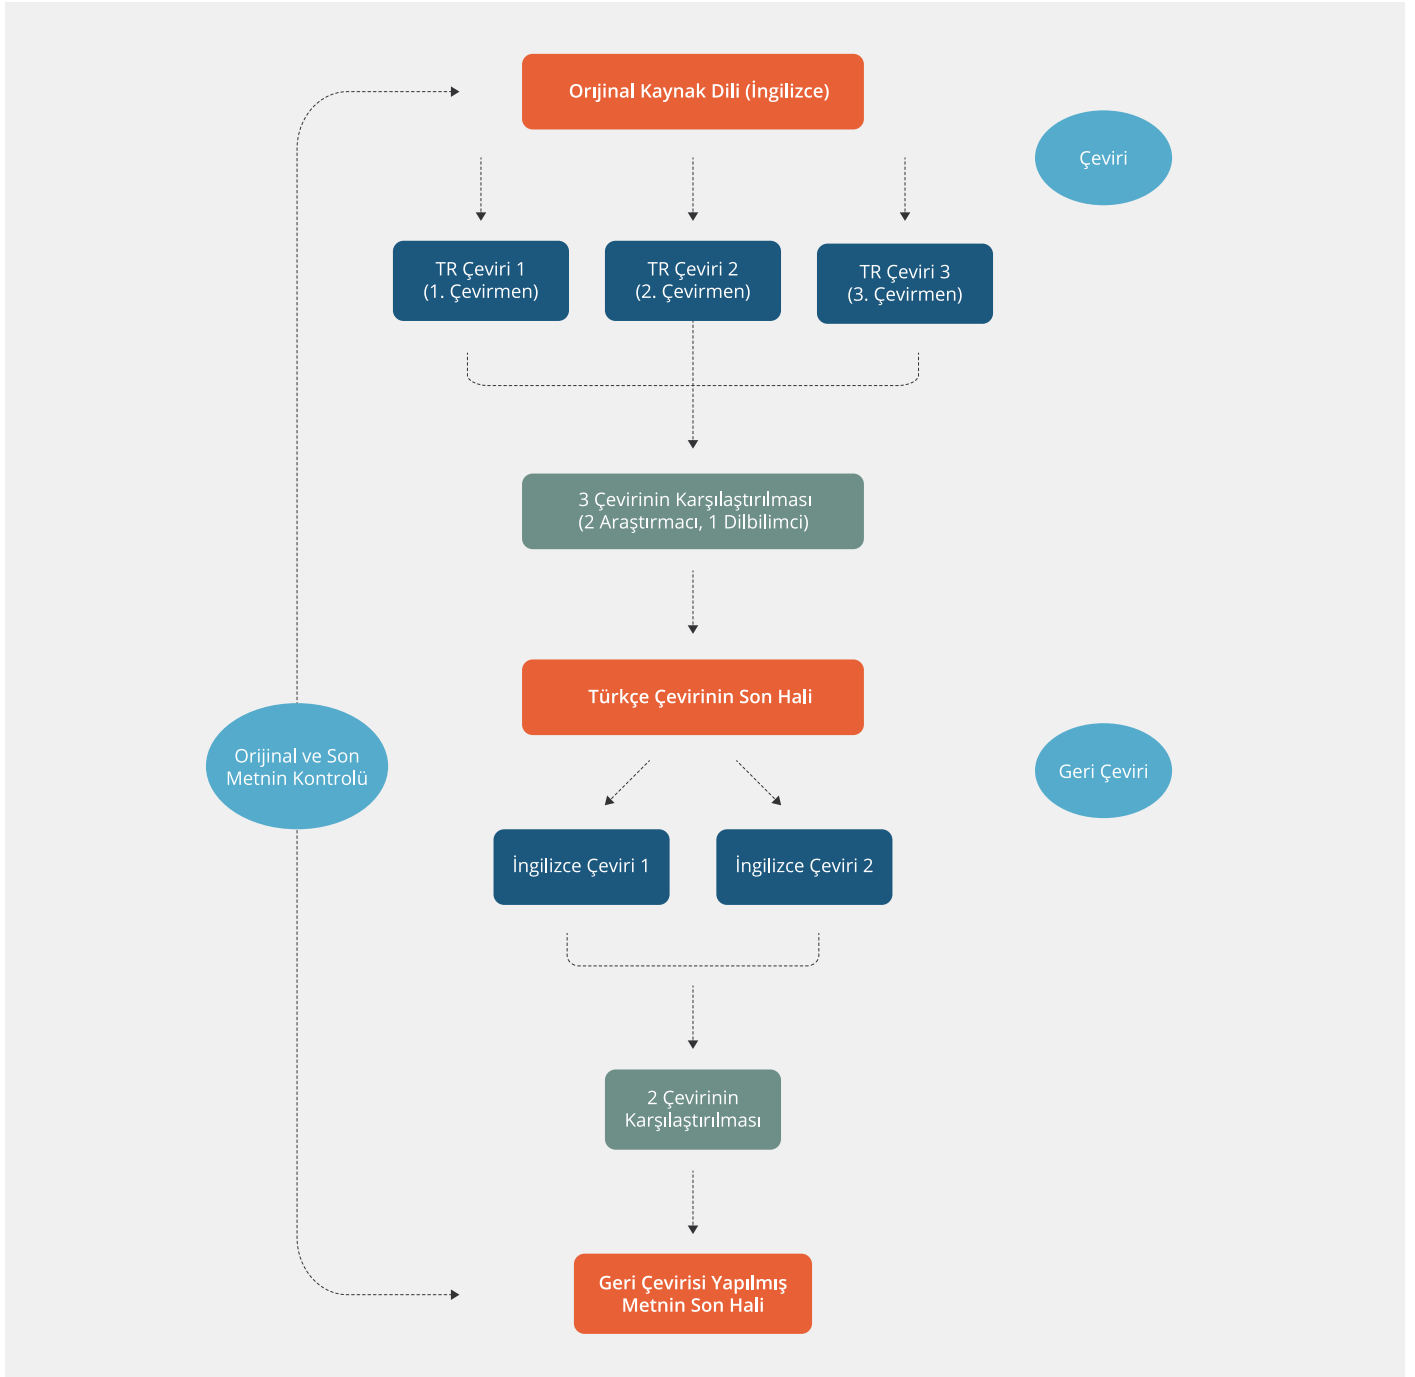 Orıjinal Kaynak Dili (İngilizce)
Çeviri
TR Çeviri 1
(1. Çevirmen)
TR Çeviri 2
(2. Çevirmen)
TR Çeviri 3
(3. Çevirmen)
3 Çevirinin Karşılaştırılması
(2 Araştırmacı, 1 Dilbilimci)
Türkçe Çevirinin Son Hali
Orijinal ve Son
Metnin Kontrolü
Geri Çeviri
İngilizce Çeviri 1
İngilizce Çeviri 2
2 Çevirinin
Karşılaştırılması
Geri Çevirisi Yapılmış
Metnin Son Hali